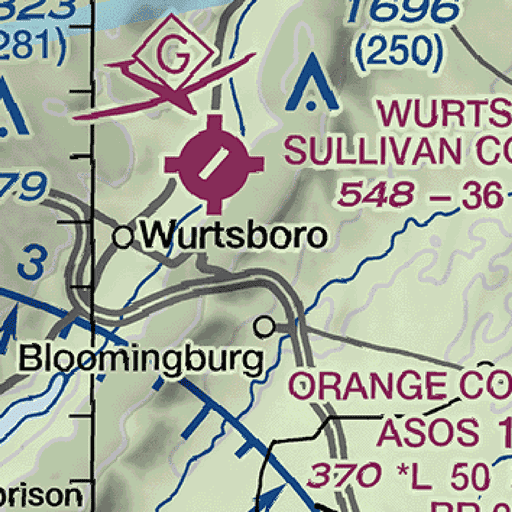 323
1696
(281)
G
(250)
WURTS
SULLIVAN CO
79
548 - 36
Wurtsboro
3
Bloomingburg
ORANGE CO
ASOS 1
370 *L 50
orison